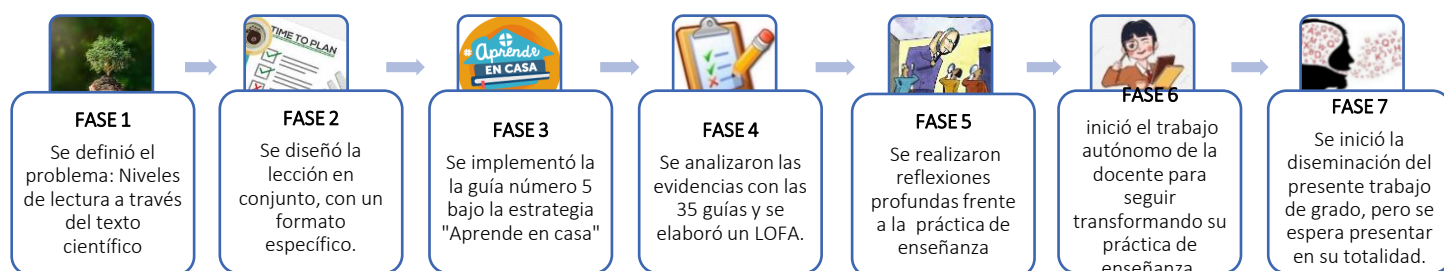 TIME TO PLAN
# Aprende
EN CASA
FASE 1
Se definió el
problema: Niveles
de lectura a través
del texto
científico
FASE 2
Se diseñó la
lección en
conjunto, con un
formato
específico.
FASE 3
Se implementó la
la guía número 5
bajo la estrategia
"Aprende en casa"
FASE 4
Se analizaron las
evidencias con las
35 guías y se
elaboró un LOFA.
FASE 5
Se realizaron
reflexiones
profundas frente
a la práctica de
enseñanza
FASE 6
inició el trabajo
autónomo de la
docente para
seguir
transformando su
práctica de
enseñanza
FASE 7
Se inició la
diseminación del
presente trabajo
de grado, pero se
espera presentar
en su totalidad.